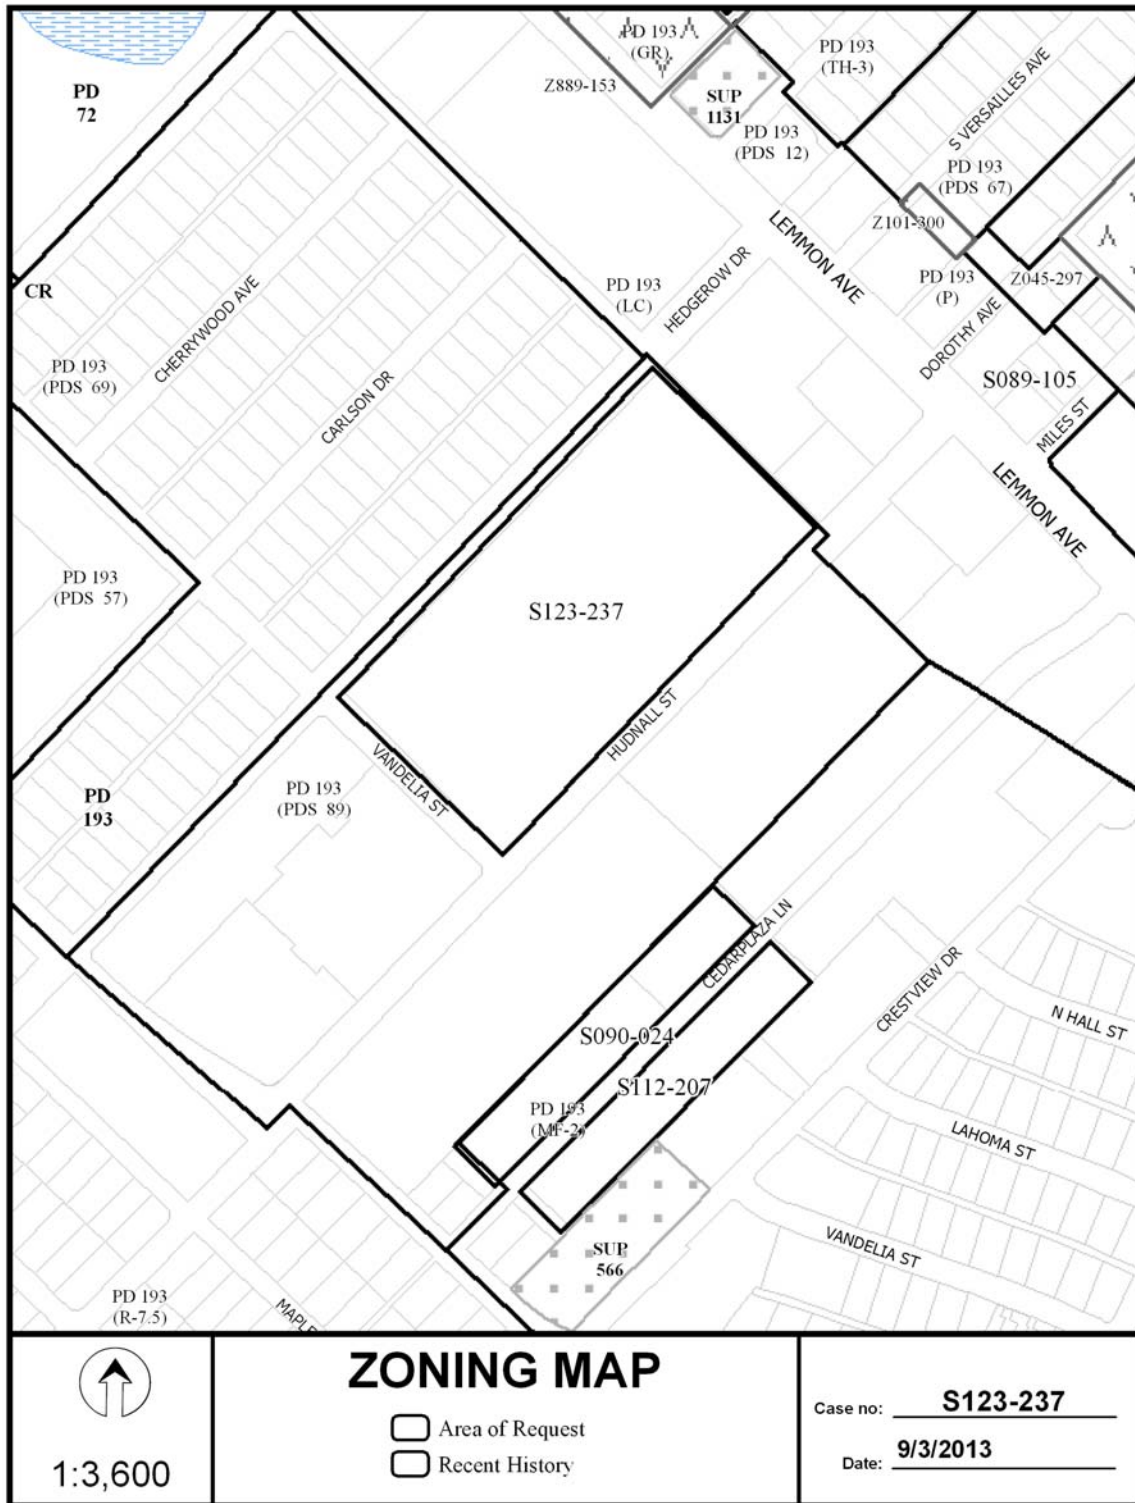 PD
72
PD 193
(GR)
Z889-153
SUP
1131
PD 193
(TH-3)
S VERSAILLES AVE
PD 193
(PDS 12)
PD 193
(PDS 67)
LEMMON AVE
Z101-300
CR
PD 193
(LC)
HEDGEROW DR
PD 193
(P)
Z045-297
CHERRYWOOD AVE
DOROTHY AVE
PD 193
(PDS 69)
CARLSON DR
S089-105
MILES ST
LEMMON AVE
PD 193
(PDS 57)
S123-237
HUDNALL ST
VANDELIA ST
PD
193
PD 193
(PDS 89)
CEDARPLAZA LN
CRESTVIEW DR
N HALL ST
S090-024
S112-207
PD 193
(MF-2)
LAHOMA ST
VANDELIA ST
SUP
566
PD 193
(R-7.5)
MAPLE
1:3,600
ZONING MAP
Area of Request
Recent History
Case no: S123-237
Date: 9/3/2013